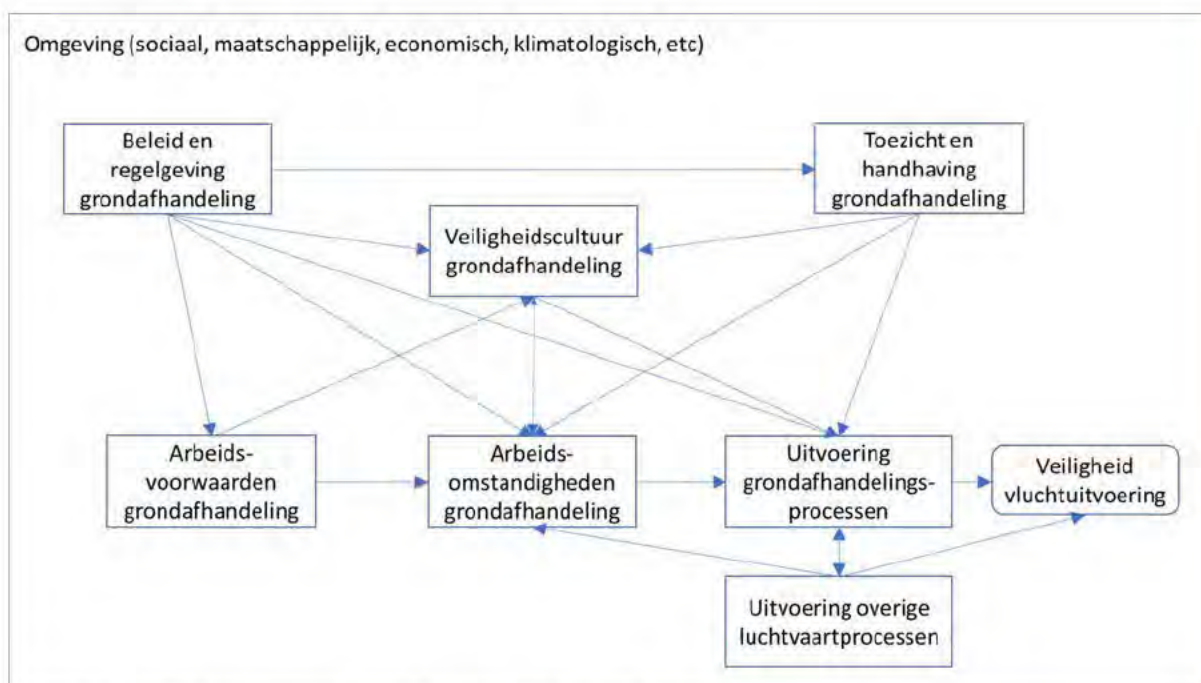 Omgeving (sociaal, maatschappelijk, economisch, klimatologisch, etc)
Beleid en
regelgeving
grondafhandeling
Toezicht en
handhaving
grondafhandeling
Veiligheidscultuur
grondafhandeling
Arbeids-
voorwaarden
grondafhandeling
Arbeids-
omstandigheden
grondafhandeling
Uitvoering
grondafhandelings-
processen
Veiligheid
vluchtuitvoering
Uitvoering overige
luchtvaartprocessen